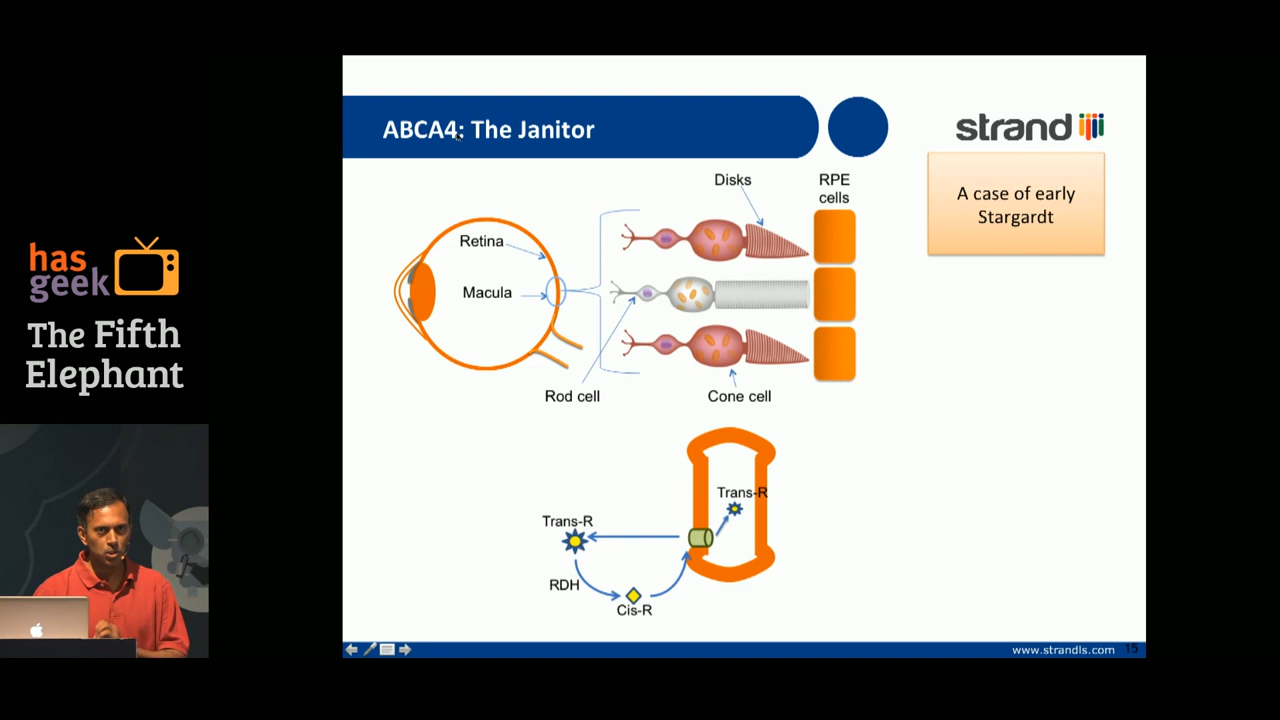 has
geek
The Fifth
Elephant
ABCA4: The Janitor
strand
A case of early
Stargardt
Disks
RPE
cells
Retina
Macula
Rod cell
Cone cell
Trans-R
Trans-R
RDH
Cis-R
www.strandls.com 15